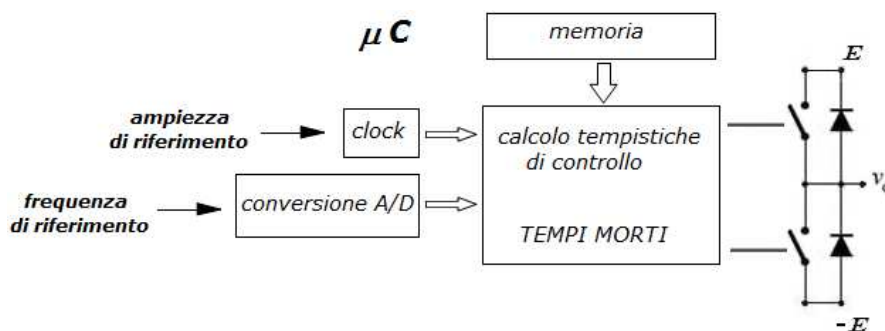 μC
memoria
E
ampiezza
di riferimento
clock
calcolo tempistiche
di controllo
frequenza
di riferimento
conversione A/D
TEMPI MORTI
-E